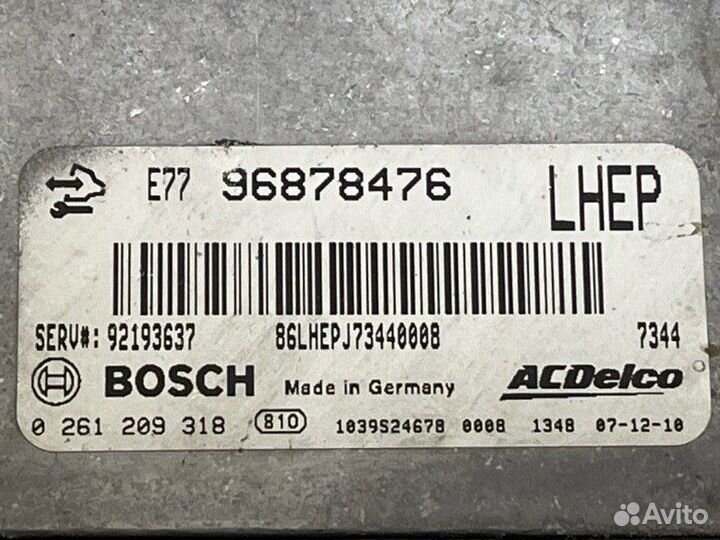 E77 96878476 LHEP
SERV#: 92193637 86LHEPJ73440008 7344
BOSCH Made in Germany ACDelco
0 261 209 318 810 1039S24678 0008 1348 07-12-10
Avito